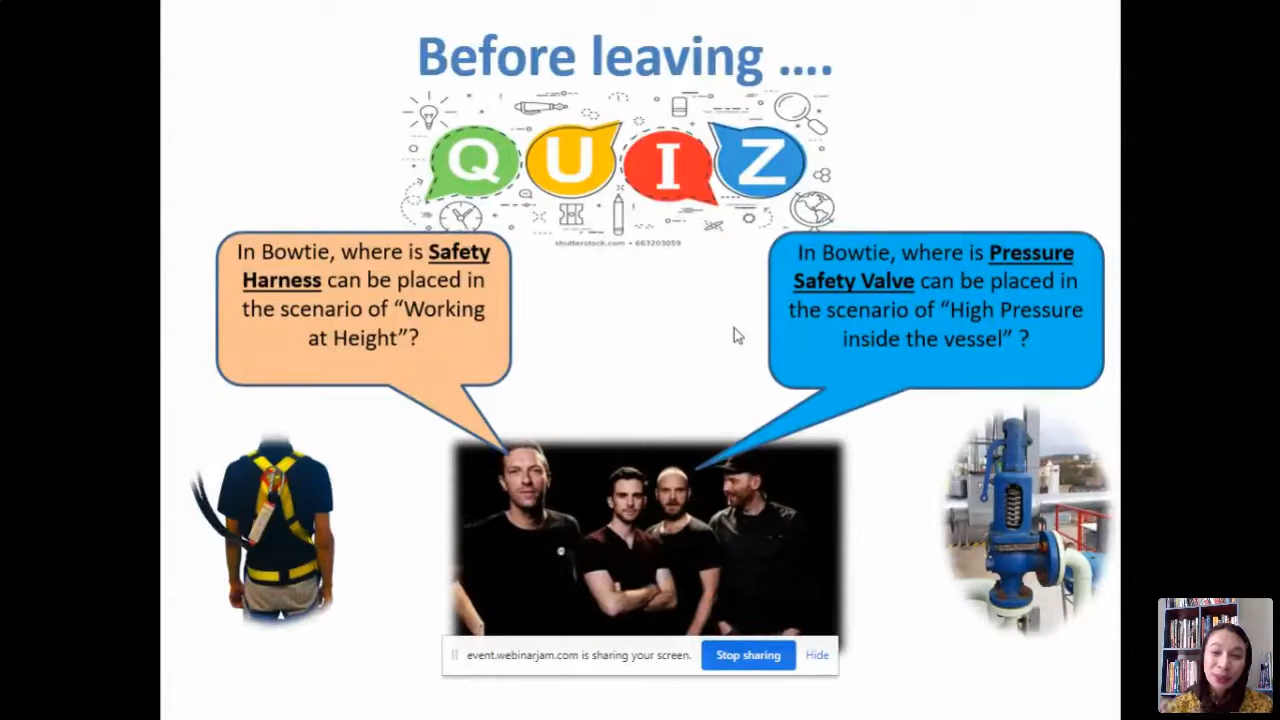 Before leaving ....
QUIZ
shutterstock.com • 663203059
In Bowtie, where is Safety
Harness can be placed in
the scenario of “Working
at Height”?
In Bowtie, where is Pressure
Safety Valve can be placed in
the scenario of “High Pressure
inside the vessel” ?
event.webinarjam.com is sharing your screen.
Stop sharing
Hide